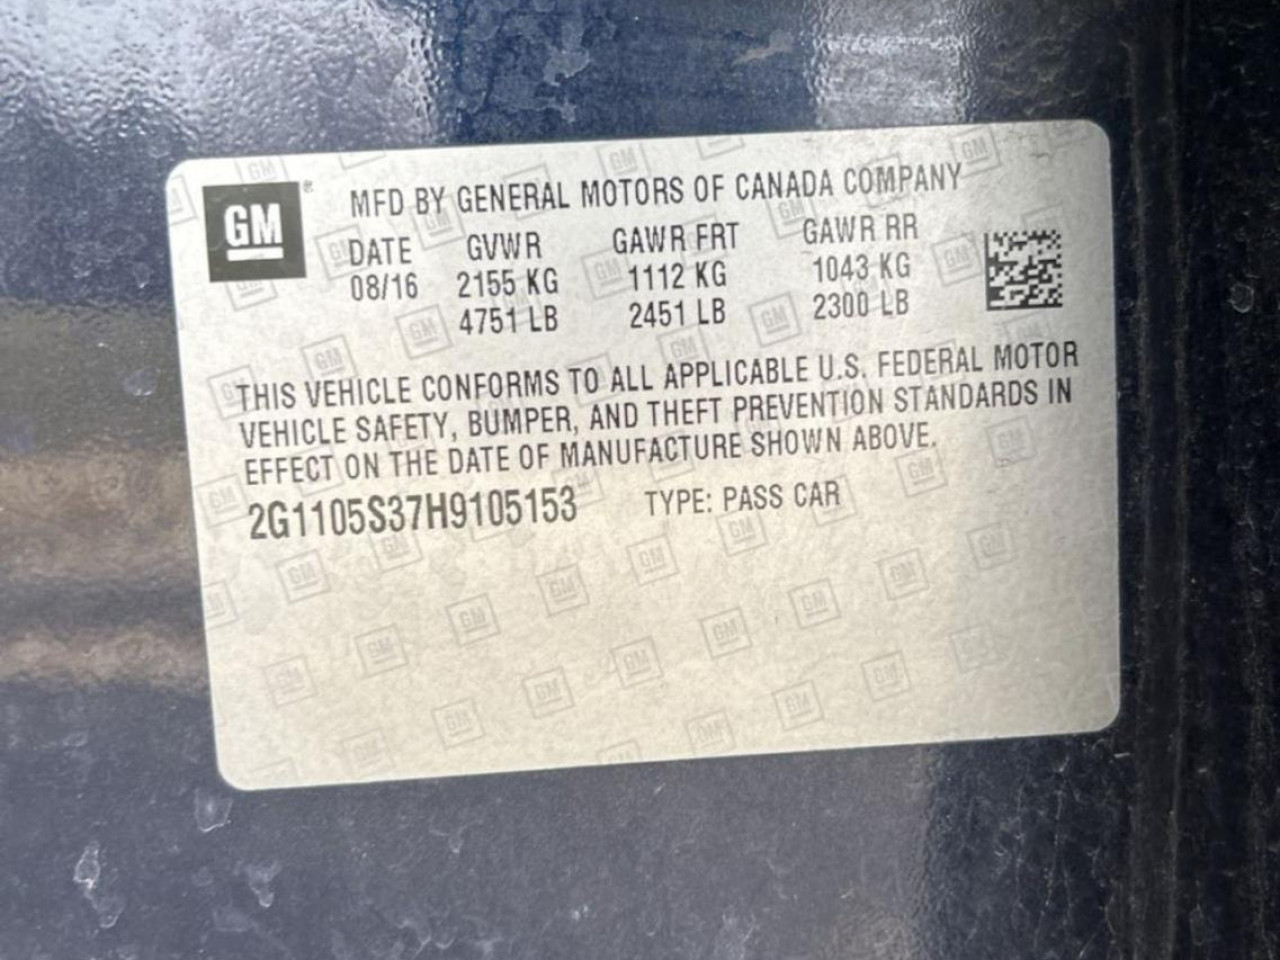 GM® MFD BY GENERAL MOTORS OF CANADA COMPANY
DATE GVWR GAWR FRT GAWR RR
08/16 2155 KG 1112 KG 1043 KG
4751 LB 2451 LB 2300 LB
THIS VEHICLE CONFORMS TO ALL APPLICABLE U.S. FEDERAL MOTOR
VEHICLE SAFETY, BUMPER, AND THEFT PREVENTION STANDARDS IN
EFFECT ON THE DATE OF MANUFACTURE SHOWN ABOVE.
2G1105S37H9105153 TYPE: PASS CAR